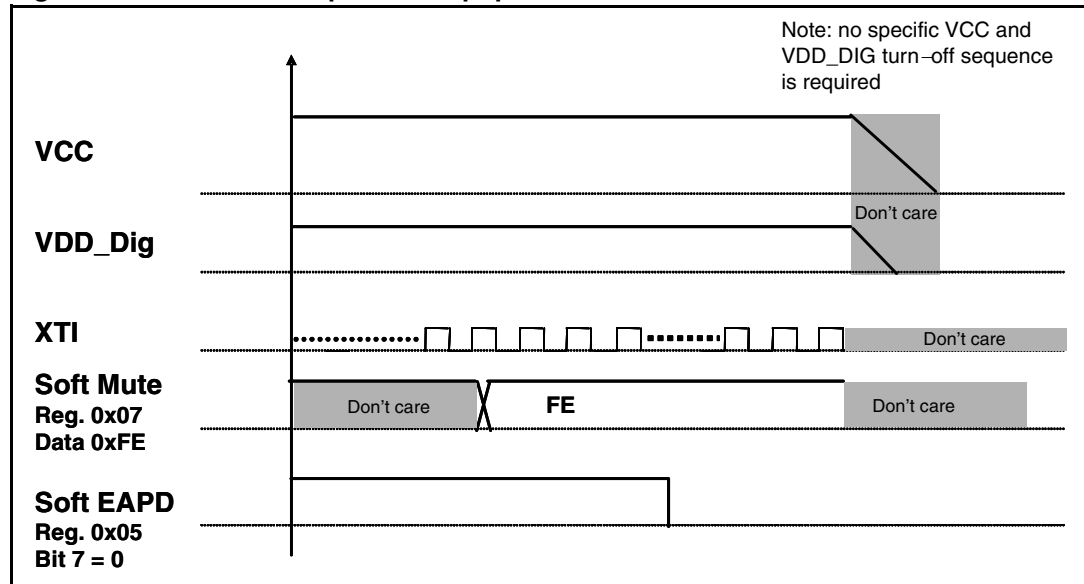 Note: no specific VCC and
VDD_DIG turn–off sequence
is required
VCC
Don't care
VDD_Dig
XTI
Don't care
Soft Mute
Reg. 0x07
Data 0xFE
Don't care
FE
Don't care
Soft EAPD
Reg. 0x05
Bit 7 = 0